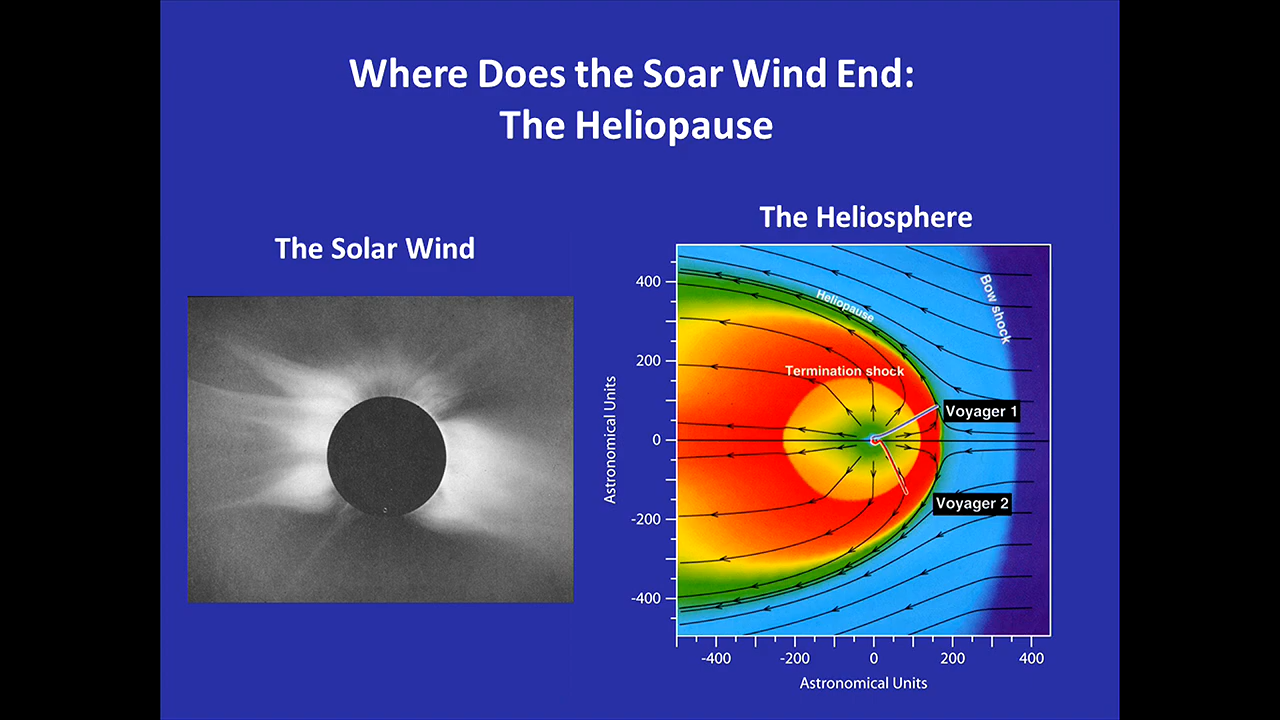 Where Does the Soar Wind End:
The Heliopause
The Solar Wind
The Heliosphere
400
200
0
-200
-400
Astronomical Units
Heliopause
Bow shock
Termination shock
Voyager 1
Voyager 2
-400 -200 0 200 400
Astronomical Units